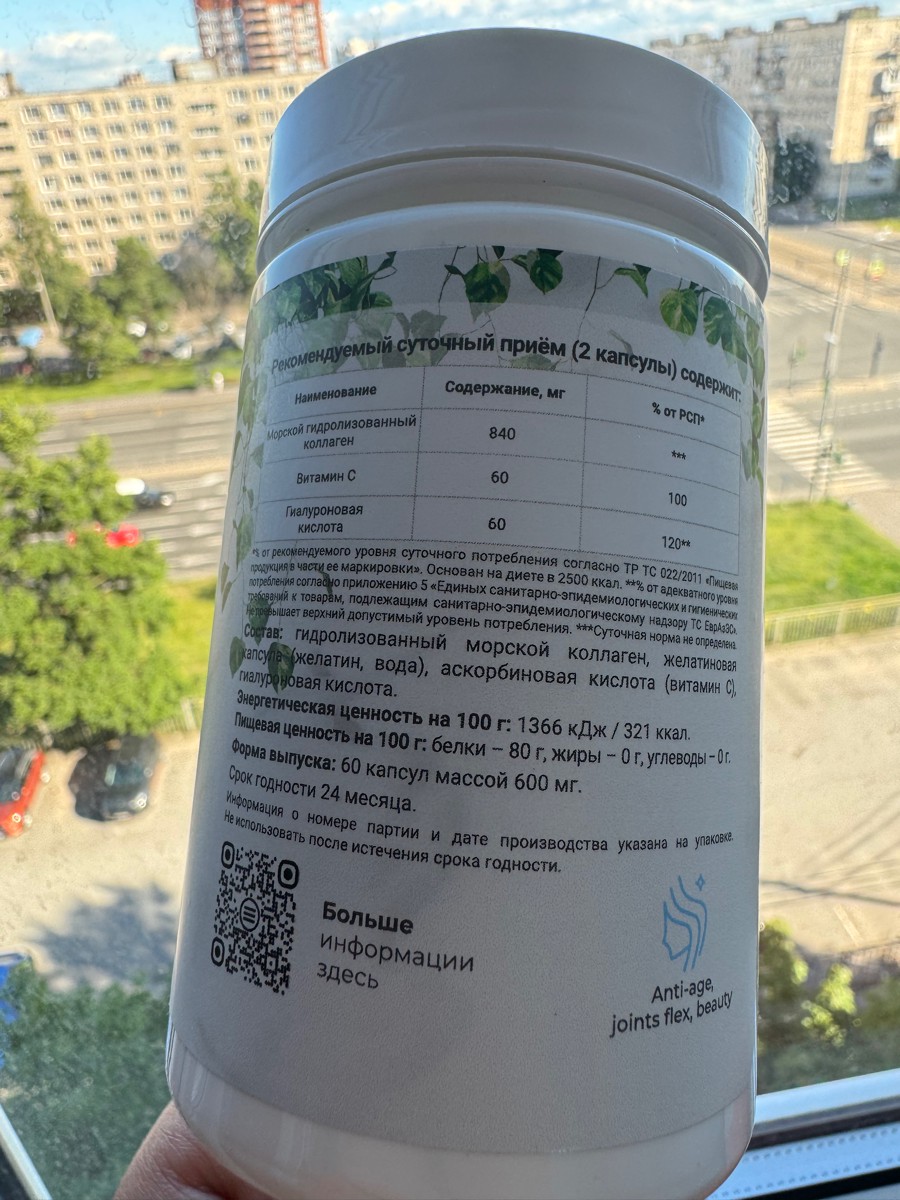 Рекомендуемый суточный приём (2 капсулы) содержит:
Наименование Содержание, мг % от РСП*
Морской гидролизованный
коллаген 840 ***
Витамин С 60 100
Гиалуроновая
кислота 60 120**
*% от рекомендуемого уровня суточного потребления согласно ТР ТС 022/2011 «Пищевая
продукция в части ее маркировки». Основан на диете в 2500 ккал. **% от адекватного уровня
потребления согласно приложению 5 «Единых санитарно-эпидемиологических и гигиенических
требований к товарам, подлежащим санитарно-эпидемиологическому надзору ТС ЕврАзЭС».
Не превышает верхний допустимый уровень потребления. ***Суточная норма не определена.
Состав: гидролизованный морской коллаген, желатиновая
капсула (желатин, вода), аскорбиновая кислота (витамин С),
гиалуроновая кислота.
Энергетическая ценность на 100 г: 1366 кДж / 321 ккал.
Пищевая ценность на 100 г: белки – 80 г, жиры – 0 г, углеводы – 0 г.
Форма выпуска: 60 капсул массой 600 мг.
Срок годности 24 месяца.
Информация о номере партии и дате производства указана на упаковке.
Не использовать после истечения срока годности.
Больше
информации
здесь
Anti-age,
joints flex, beauty